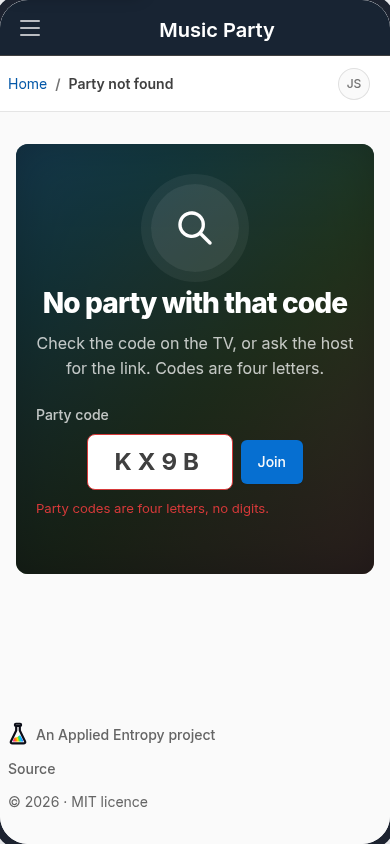 Music Party
Home / Party not found
JS
No party with that code
Check the code on the TV, or ask the host
for the link. Codes are four letters.
Party code
KX9B
Join
Party codes are four letters, no digits.
An Applied Entropy project
Source
© 2026 · MIT licence